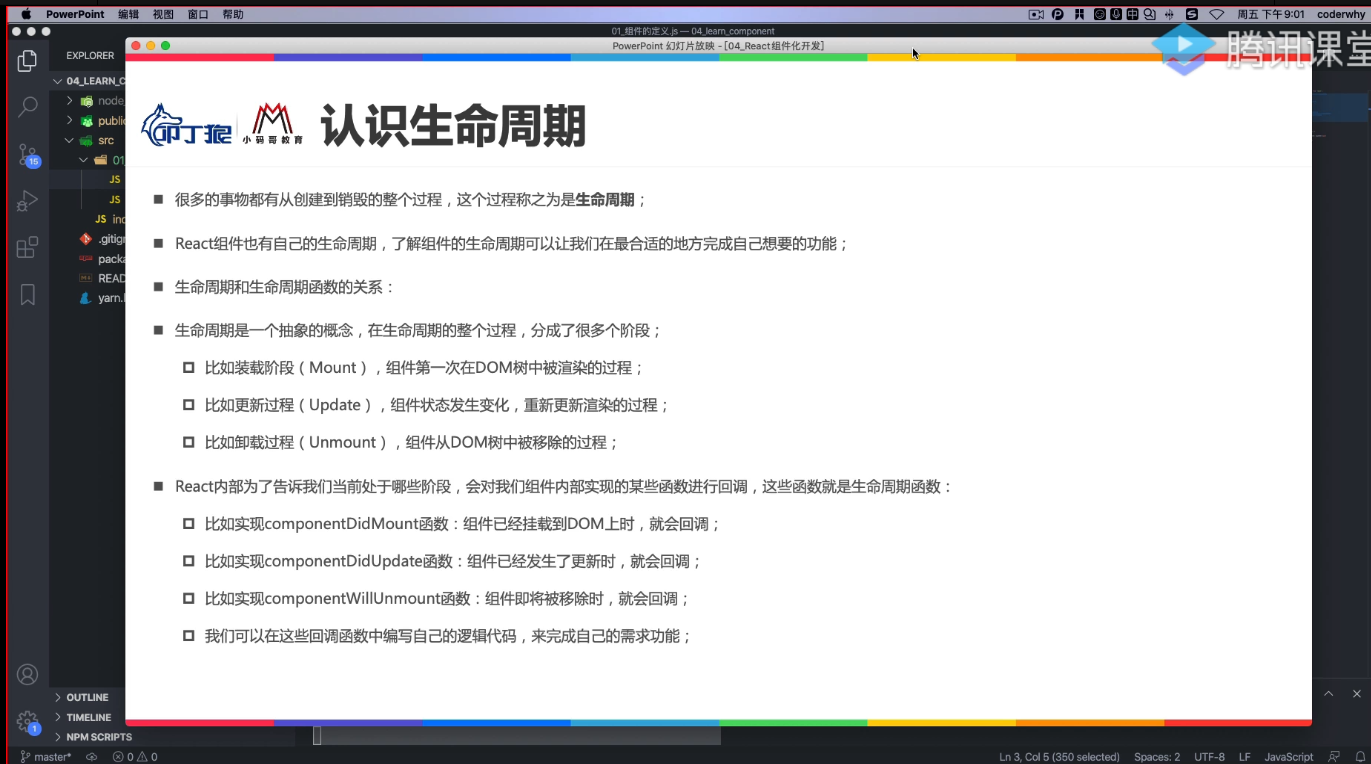 PowerPoint 编辑 视图 窗口 帮助
周五 下午9:01 coderwhy
01_组件的定义.js — 04_learn_component
PowerPoint 幻灯片放映 - [04_React组件化开发]
腾讯课堂
EXPLORER
04_LEARN_C
node_
public
src
01_
JS
JS
JS ind
.gitign
packa
READ
yarn.l
15
1
OUTLINE
TIMELINE
NPM SCRIPTS
叩丁狼 小码哥教育 认识生命周期
很多的事物都有从创建到销毁的整个过程，这个过程称之为是生命周期；
React组件也有自己的生命周期，了解组件的生命周期可以让我们在最合适的地方完成自己想要的功能；
生命周期和生命周期函数的关系：
生命周期是一个抽象的概念，在生命周期的整个过程，分成了很多个阶段；
比如装载阶段（Mount），组件第一次在DOM树中被渲染的过程；
比如更新过程（Update），组件状态发生变化，重新更新渲染的过程；
比如卸载过程（Unmount），组件从DOM树中被移除的过程；
React内部为了告诉我们当前处于哪些阶段，会对我们组件内部实现的某些函数进行回调，这些函数就是生命周期函数：
比如实现componentDidMount函数：组件已经挂载到DOM上时，就会回调；
比如实现componentDidUpdate函数：组件已经发生了更新时，就会回调；
比如实现componentWillUnmount函数：组件即将被移除时，就会回调；
我们可以在这些回调函数中编写自己的逻辑代码，来完成自己的需求功能；
master* 0 0 Ln 3, Col 5 (350 selected) Spaces: 2 UTF-8 LF JavaScript